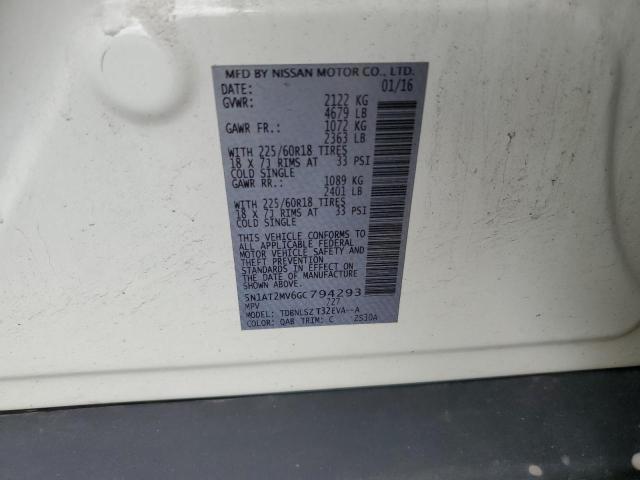 MFD BY NISSAN MOTOR CO., LTD.
DATE: 01/16
GVWR: 2122 KG
4679 LB
GAWR FR.: 1072 KG
2363 LB
WITH 225/60R18 TIRES
18 X 7J RIMS AT 33 PSI
COLD SINGLE
GAWR RR.: 1089 KG
2401 LB
WITH 225/60R18 TIRES
18 X 7J RIMS AT 33 PSI
COLD SINGLE
THIS VEHICLE CONFORMS TO
ALL APPLICABLE FEDERAL
MOTOR VEHICLE SAFETY AND
THEFT PREVENTION
STANDARDS IN EFFECT ON
THE DATE OF MANUFACTURE
SHOWN ABOVE.
5N1AT2MV6GC794293
MPV 727
MODEL: TDBNLSZ T32EVA--A
COLOR: QAB TRIM: C 2S30A